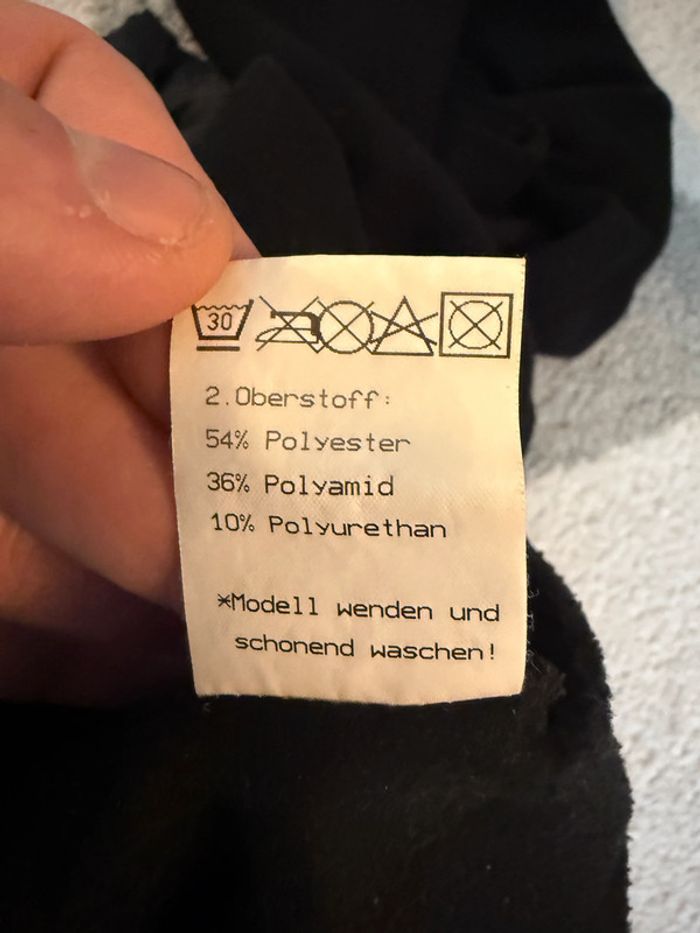 30
2.Oberstoff:
54% Polyester
36% Polyamid
10% Polyurethan
*Modell wenden und
schonend waschen!